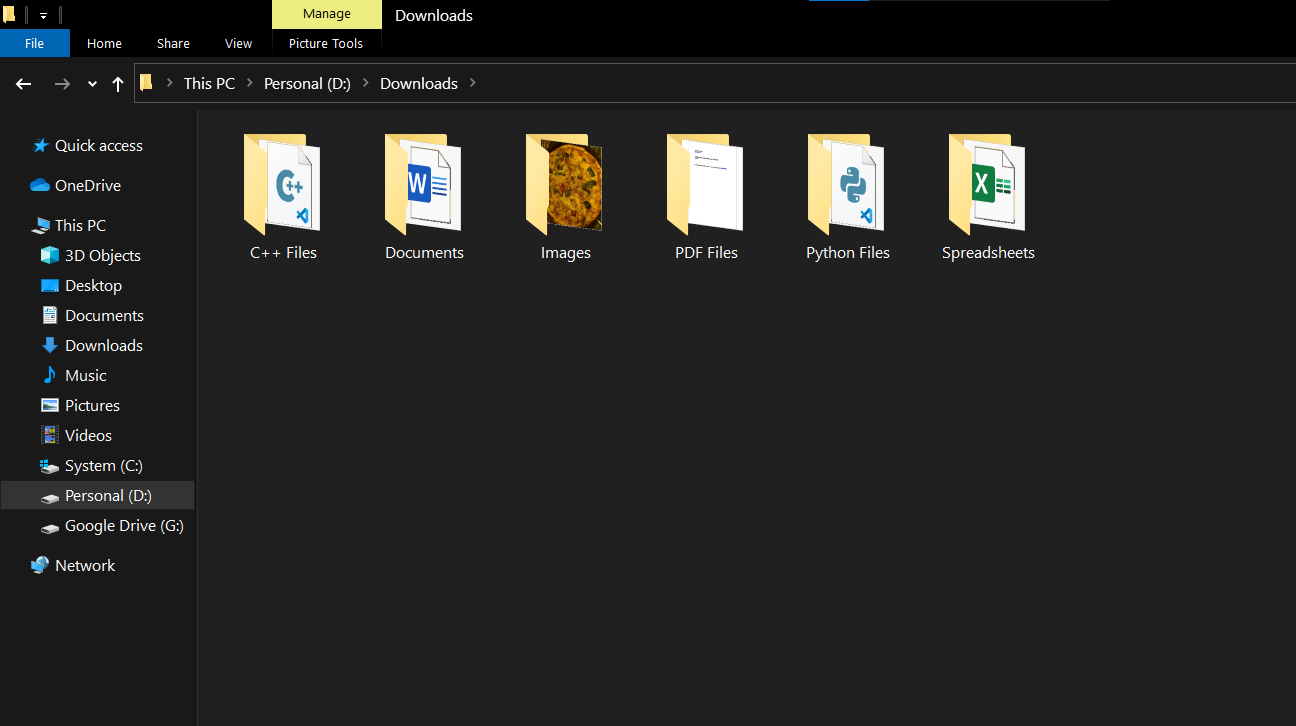 Manage
Downloads
File
Home
Share
View
Picture Tools
This PC
Personal (D:)
Downloads
Quick access
OneDrive
This PC
3D Objects
Desktop
Documents
Downloads
Music
Pictures
Videos
System (C:)
Personal (D:)
Google Drive (G:)
Network
C++
W
X
C++ Files
Documents
Images
PDF Files
Python Files
Spreadsheets